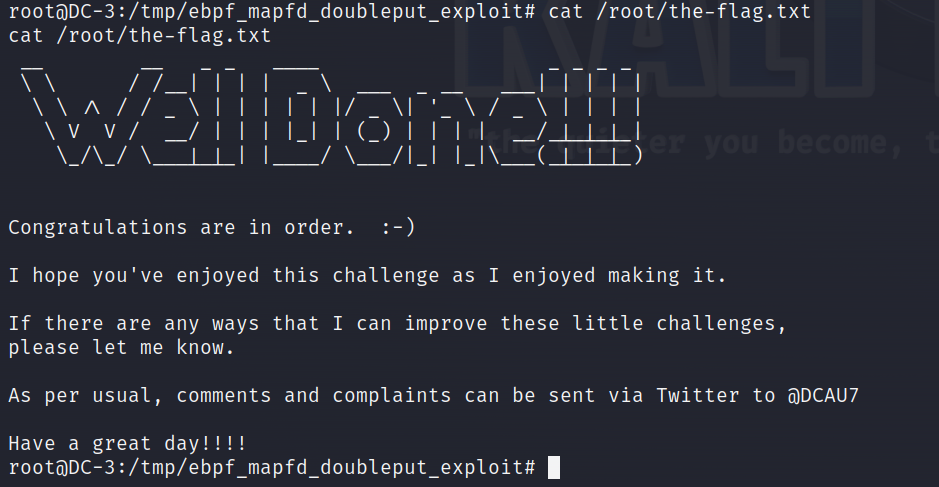 root@DC-3:/tmp/ebpf_mapfd_doubleput_exploit# cat /root/the-flag.txt
cat /root/the-flag.txt
Well Done!!!!
Congratulations are in order.  :-)
I hope you've enjoyed this challenge as I enjoyed making it.
If there are any ways that I can improve these little challenges,
please let me know.
As per usual, comments and complaints can be sent via Twitter to @DCAU7
Have a great day!!!!
root@DC-3:/tmp/ebpf_mapfd_doubleput_exploit#